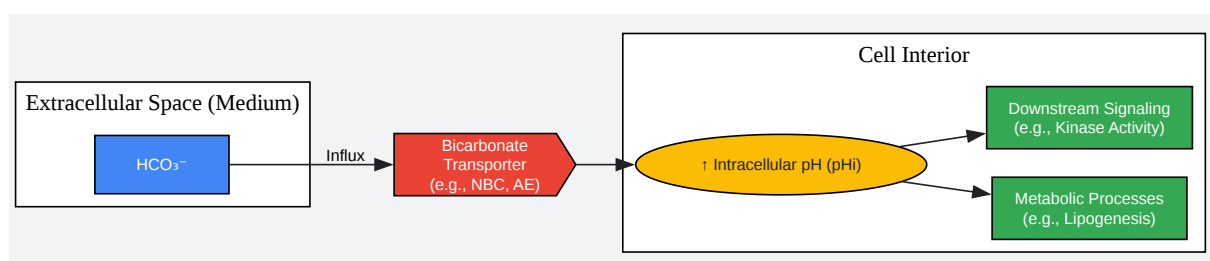 Extracellular Space (Medium)
HCO₃⁻
Influx
Bicarbonate
Transporter
(e.g., NBC, AE)
Cell Interior
↑ Intracellular pH (pHi)
Downstream Signaling
(e.g., Kinase Activity)
Metabolic Processes
(e.g., Lipogenesis)